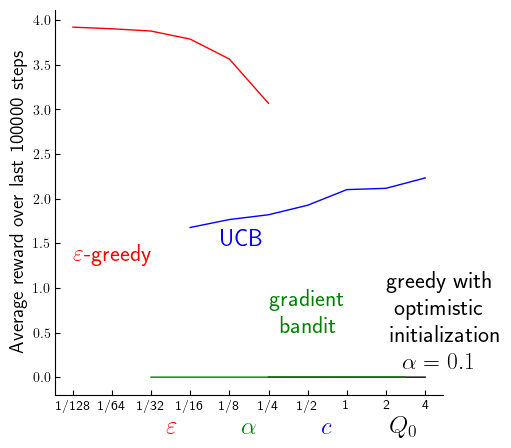 Average reward over last 100000 steps
4.0
3.5
3.0
2.5
2.0
1.5
1.0
0.5
0.0
ε-greedy
UCB
gradient
bandit
greedy with
optimistic
initialization
α = 0.1
1/128 1/64 1/32 1/16 1/8 1/4 1/2 1 2 4
ε α c Q₀